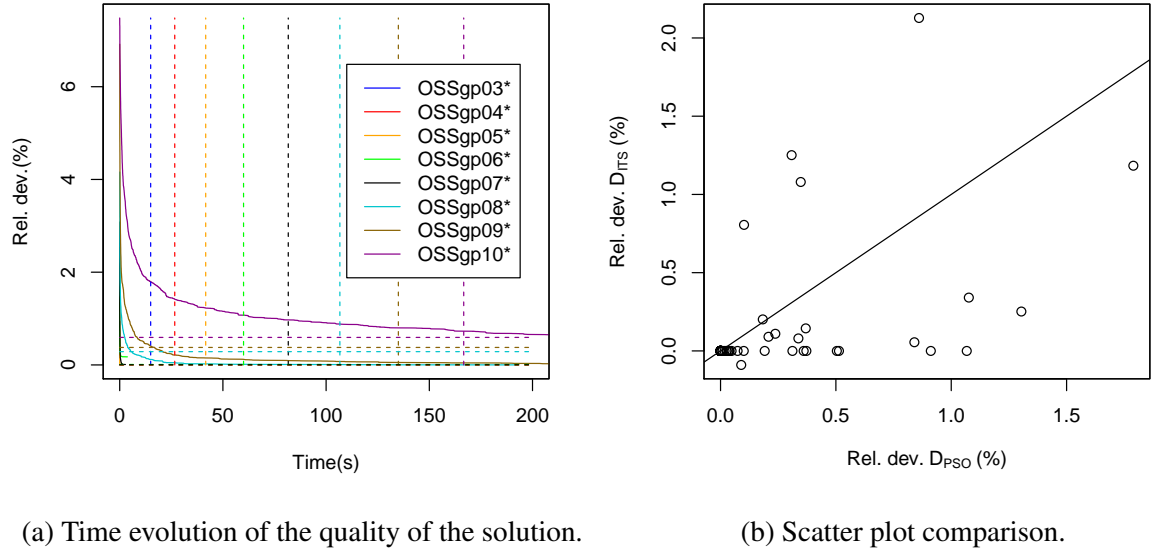 Rel. dev.(%)
6
4
2
0
OSSgp03*
OSSgp04*
OSSgp05*
OSSgp06*
OSSgp07*
OSSgp08*
OSSgp09*
OSSgp10*
0 50 100 150 200
Time(s)
(a) Time evolution of the quality of the solution.
Rel. dev. D_ITS (%)
2.0
1.5
1.0
0.5
0.0
0.0 0.5 1.0 1.5
Rel. dev. D_PSO (%)
(b) Scatter plot comparison.